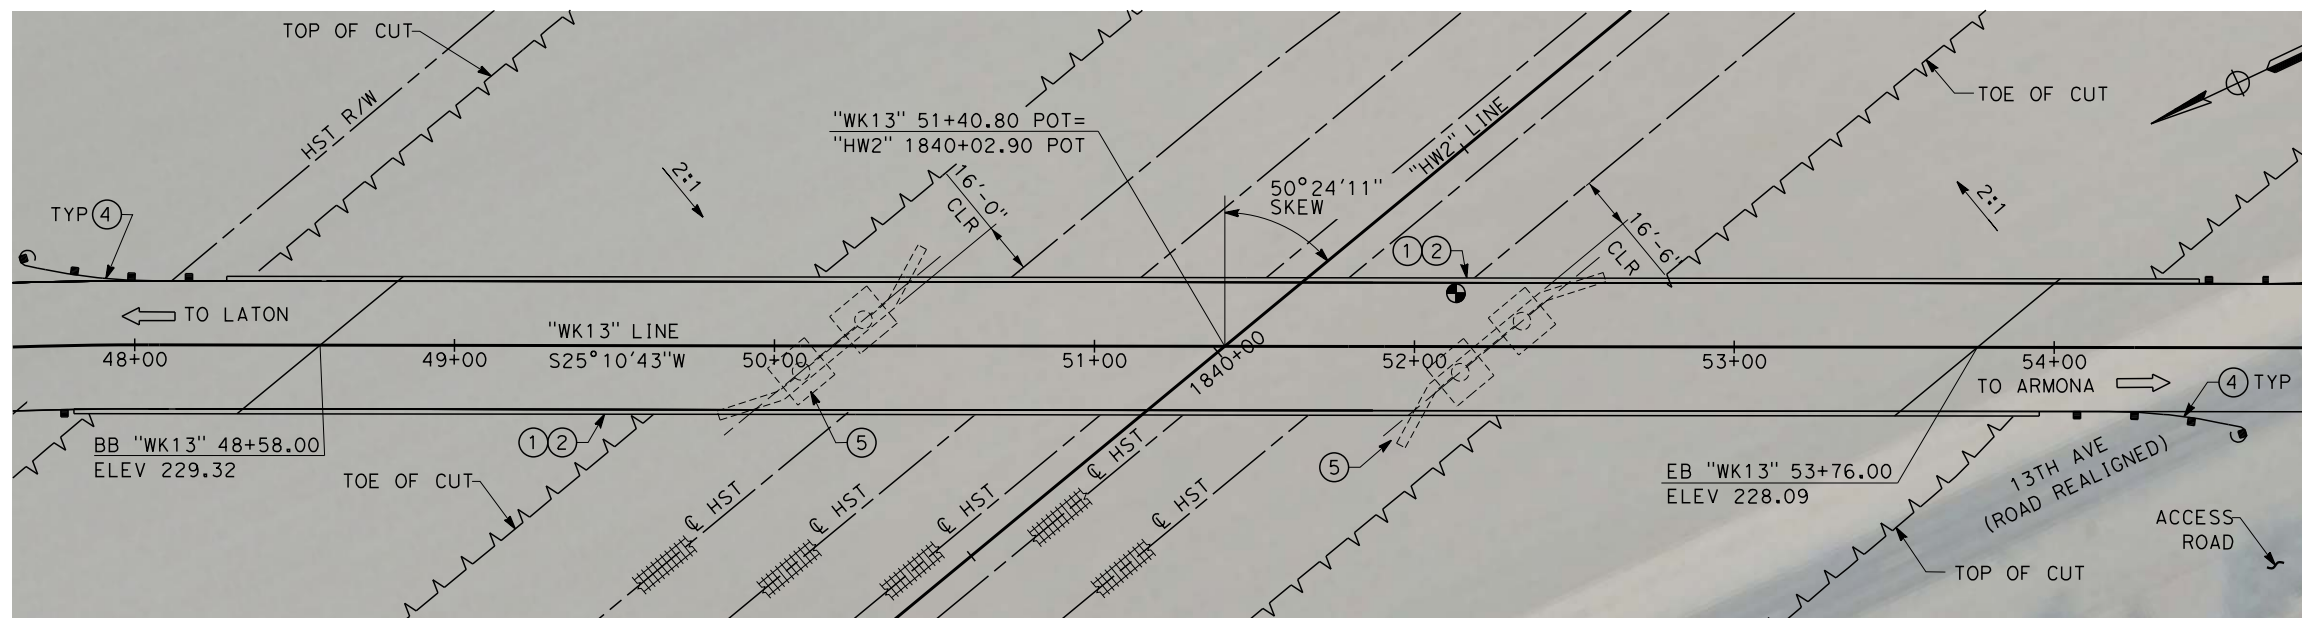 TOP OF CUT
HST R/W
TYP 4
2:1
"WK13" 51+40.80 POT=
"HW2" 1840+02.90 POT
16'-0"
CLR
50°24'11"
SKEW
"HW2" LINE
1 2
16'-6"
CLR
TOE OF CUT
2:1
TO LATON
"WK13" LINE
S25°10'43"W
48+00
49+00
50+00
51+00
1840+00
52+00
53+00
54+00
TO ARMONA
4 TYP
BB "WK13" 48+58.00
ELEV 229.32
1 2
5
TOE OF CUT
℄ HST
℄ HST
℄ HST
℄ HST
℄ HST
5
EB "WK13" 53+76.00
ELEV 228.09
13TH AVE
(ROAD REALIGNED)
ACCESS
ROAD
TOP OF CUT